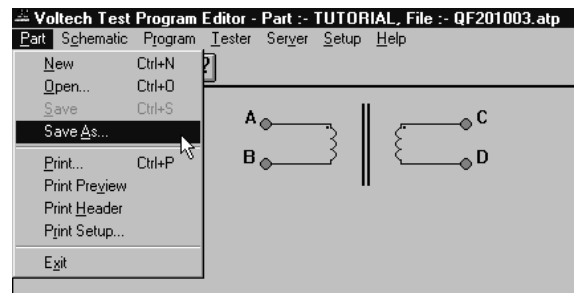 Voltech Test Program Editor - Part :- TUTORIAL, File :- QF201003.atp
Part Schematic Program Tester Server Setup Help
New Ctrl+N
Open... Ctrl+O
Save Ctrl+S
Save As...
Print... Ctrl+P
Print Preview
Print Header
Print Setup...
Exit
?
A C
B D